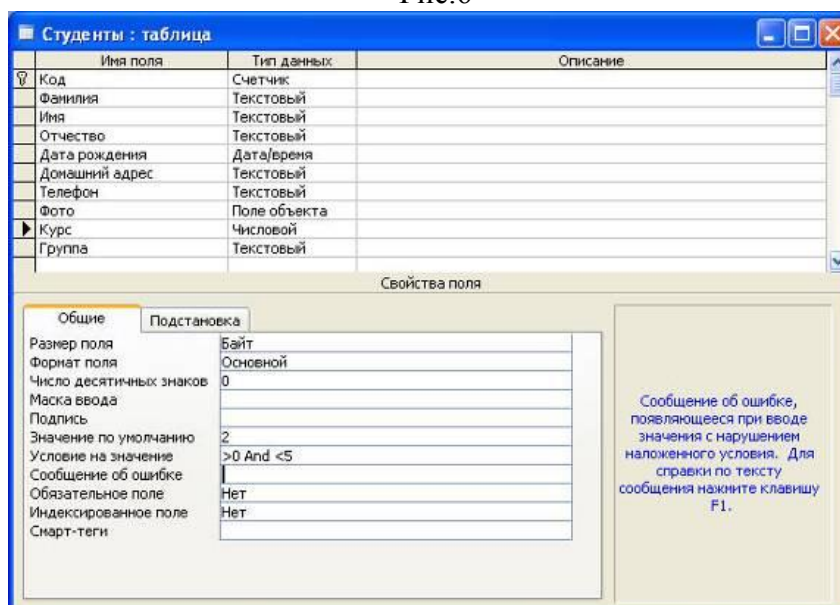 Рис.6
Студенты : таблица
Имя поля Тип данных Описание
Код Счетчик
Фамилия Текстовый
Имя Текстовый
Отчество Текстовый
Дата рождения Дата/время
Домашний адрес Текстовый
Телефон Текстовый
Фото Поле объекта
Курс Числовой
Группа Текстовый
Свойства поля
Общие Подстановка
Размер поля Байт
Формат поля Основной
Число десятичных знаков 0
Маска ввода
Подпись
Значение по умолчанию 2
Условие на значение >0 And <5
Сообщение об ошибке
Обязательное поле Нет
Индексированное поле Нет
Смарт-теги
Сообщение об ошибке,
появляющееся при вводе
значения с нарушением
наложенного условия. Для
справки по тексту
сообщения нажмите клавишу
F1.